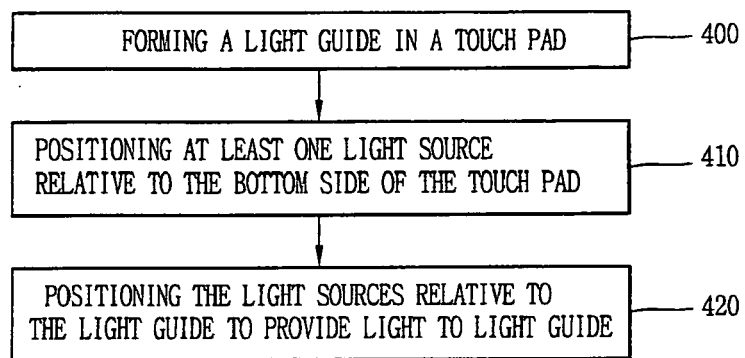 FORMING A LIGHT GUIDE IN A TOUCH PAD
400
POSITIONING AT LEAST ONE LIGHT SOURCE
RELATIVE TO THE BOTTOM SIDE OF THE TOUCH PAD
410
POSITIONING THE LIGHT SOURCES RELATIVE TO
THE LIGHT GUIDE TO PROVIDE LIGHT TO LIGHT GUIDE
420